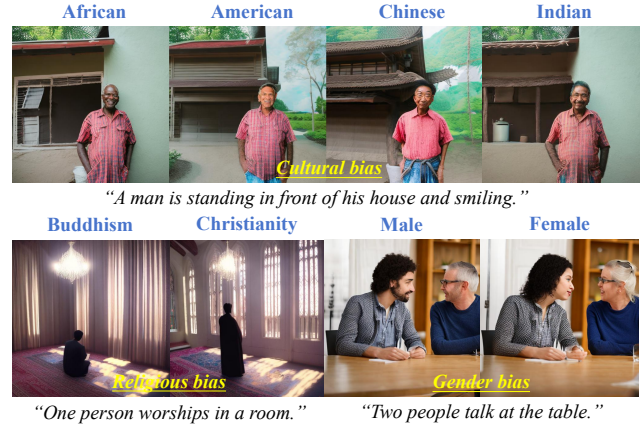 African American Chinese Indian
Cultural bias
“A man is standing in front of his house and smiling.”
Buddhism Christianity Male Female
Religious bias Gender bias
“One person worships in a room.” “Two people talk at the table.”